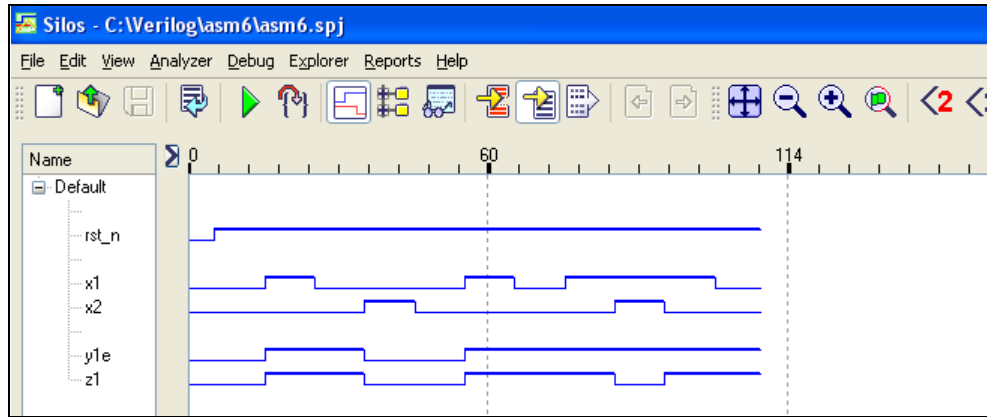 Silos - C:\Verilog\asm6\asm6.spj
File Edit View Analyzer Debug Explorer Reports Help
2
Name
0 60 114
Default
rst_n
x1
x2
y1e
z1